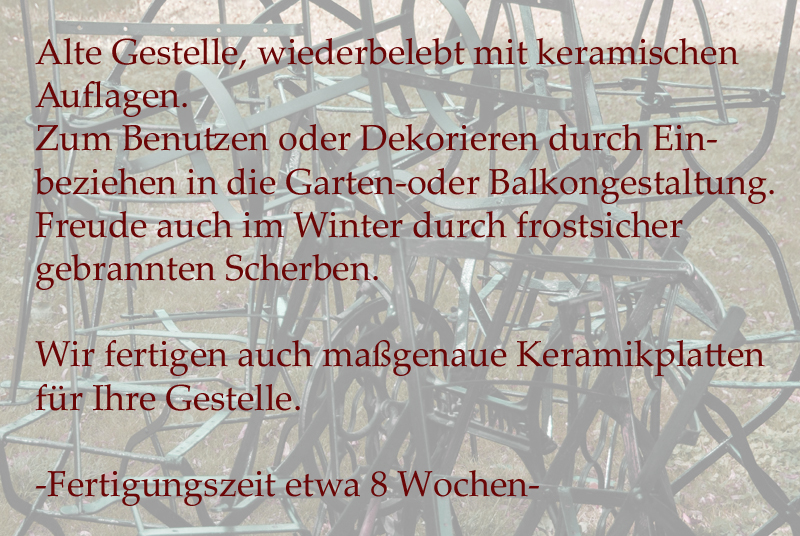 Alte Gestelle, wiederbelebt mit keramischen
Auflagen.
Zum Benutzen oder Dekorieren durch Ein-
beziehen in die Garten-oder Balkongestaltung.
Freude auch im Winter durch frostsicher
gebrannten Scherben.
Wir fertigen auch maßgenaue Keramikplatten
für Ihre Gestelle.
-Fertigungszeit etwa 8 Wochen-